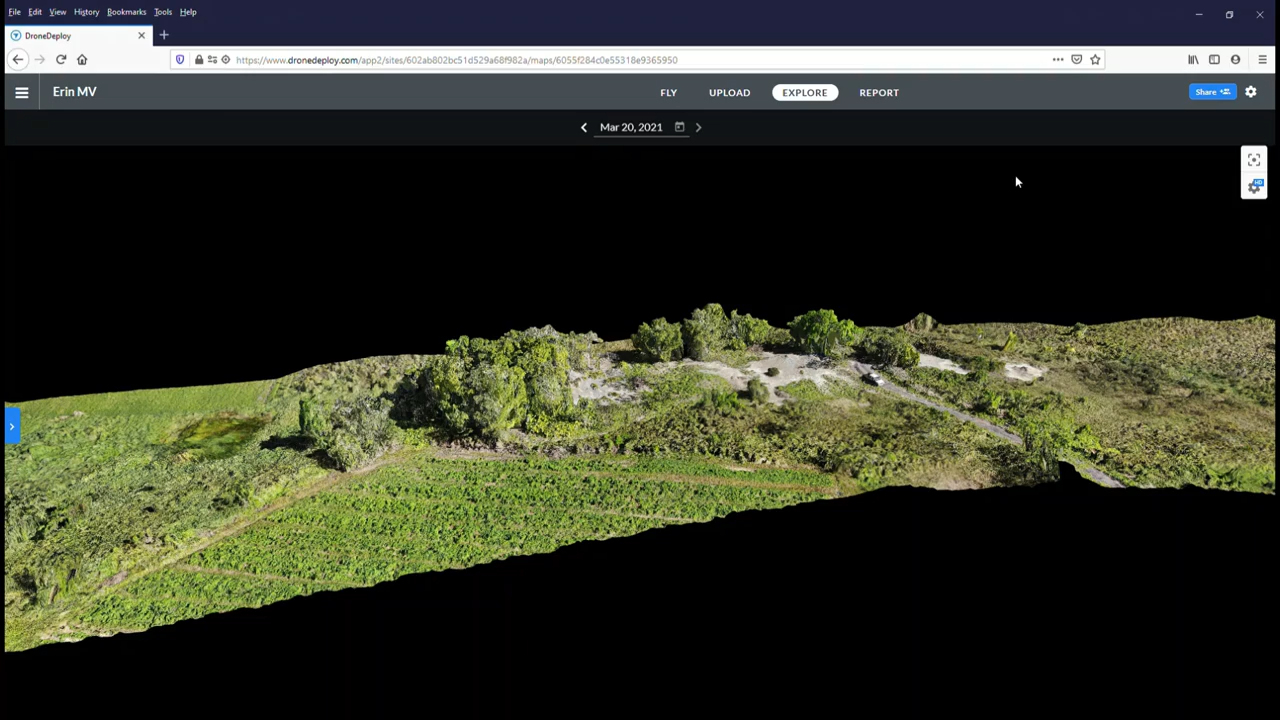 File Edit View History Bookmarks Tools Help
DroneDeploy
https://www.dronedeploy.com/app2/sites/602ab802bc51d529a68f982a/maps/6055f284c0e55318e9365950
Erin MV
FLY UPLOAD EXPLORE REPORT
Share
Mar 20, 2021
HD